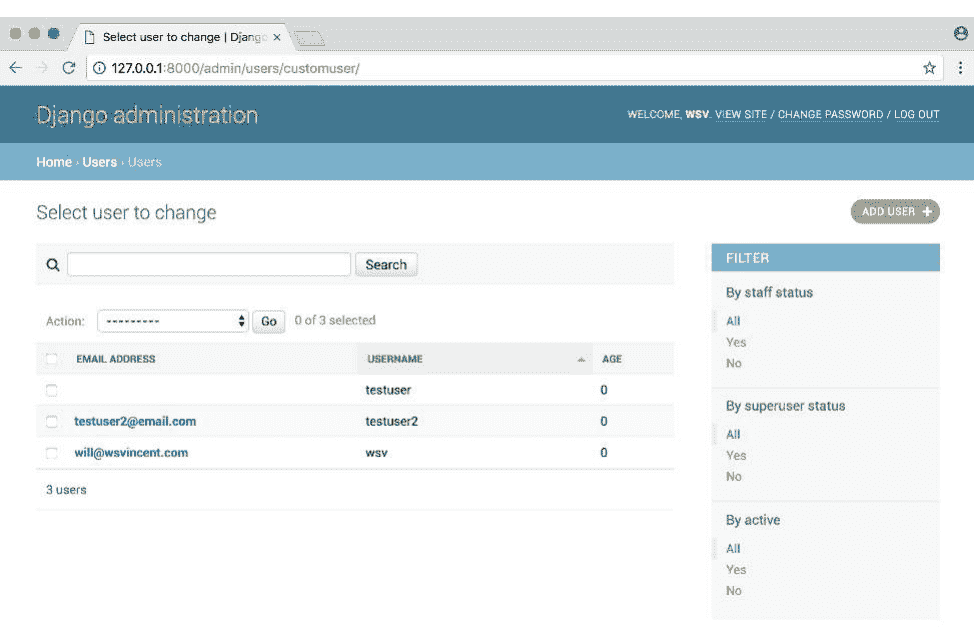 Select user to change | Django
127.0.0.1:8000/admin/users/customuser/
Django administration
WELCOME, WSV. VIEW SITE / CHANGE PASSWORD / LOG OUT
Home › Users › Users
Select user to change
ADD USER +
Search
FILTER
By staff status
All
Yes
No
By superuser status
All
Yes
No
By active
All
Yes
No
Action: --------- Go 0 of 3 selected
EMAIL ADDRESS USERNAME AGE
testuser 0
testuser2@email.com testuser2 0
will@wsvincent.com wsv 0
3 users